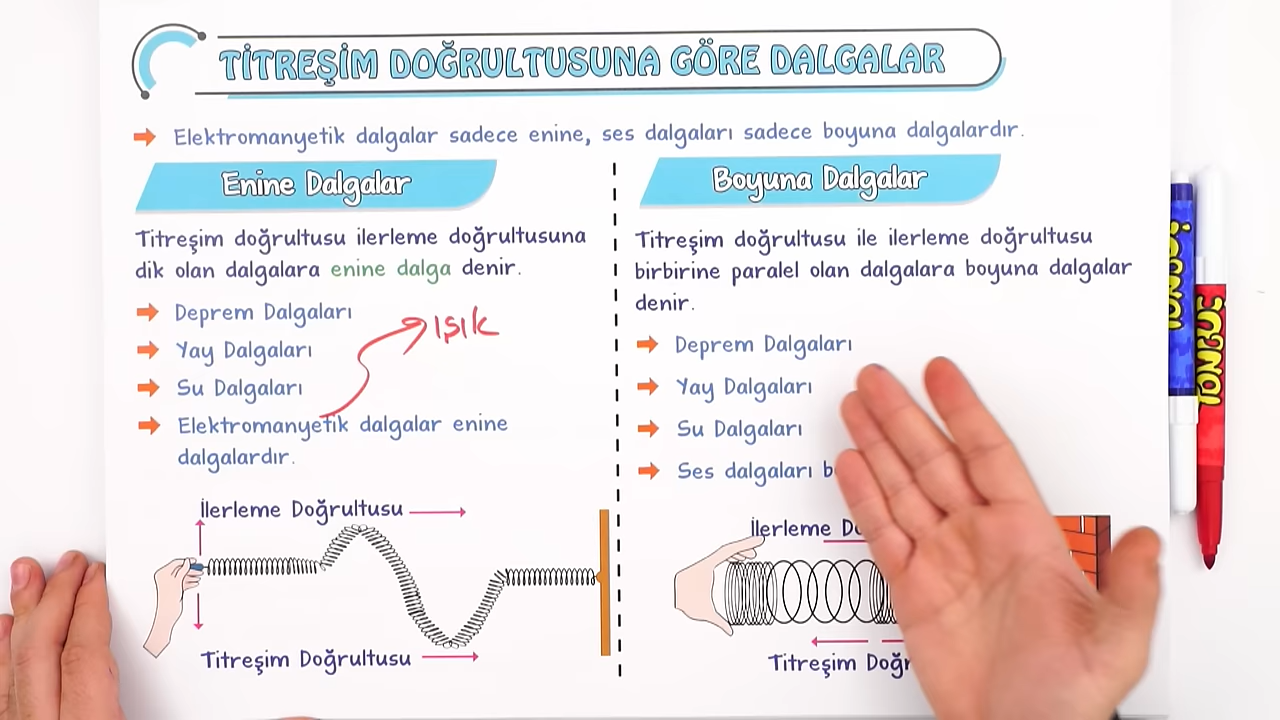 TİTREŞİM DOĞRULTUSUNA GÖRE DALGALAR
Elektromanyetik dalgalar sadece enine, ses dalgaları sadece boyuna dalgalardır.
Enine Dalgalar
Titreşim doğrultusu ilerleme doğrultusuna
dik olan dalgalara enine dalga denir.
Deprem Dalgaları
Yay Dalgaları
Su Dalgaları
Elektromanyetik dalgalar enine
dalgalardır.
ışık
İlerleme Doğrultusu
Titreşim Doğrultusu
Boyuna Dalgalar
Titreşim doğrultusu ile ilerleme doğrultusu
birbirine paralel olan dalgalara boyuna dalgalar
denir.
Deprem Dalgaları
Yay Dalgaları
Su Dalgaları
Ses dalgaları
İlerleme
Titreşim